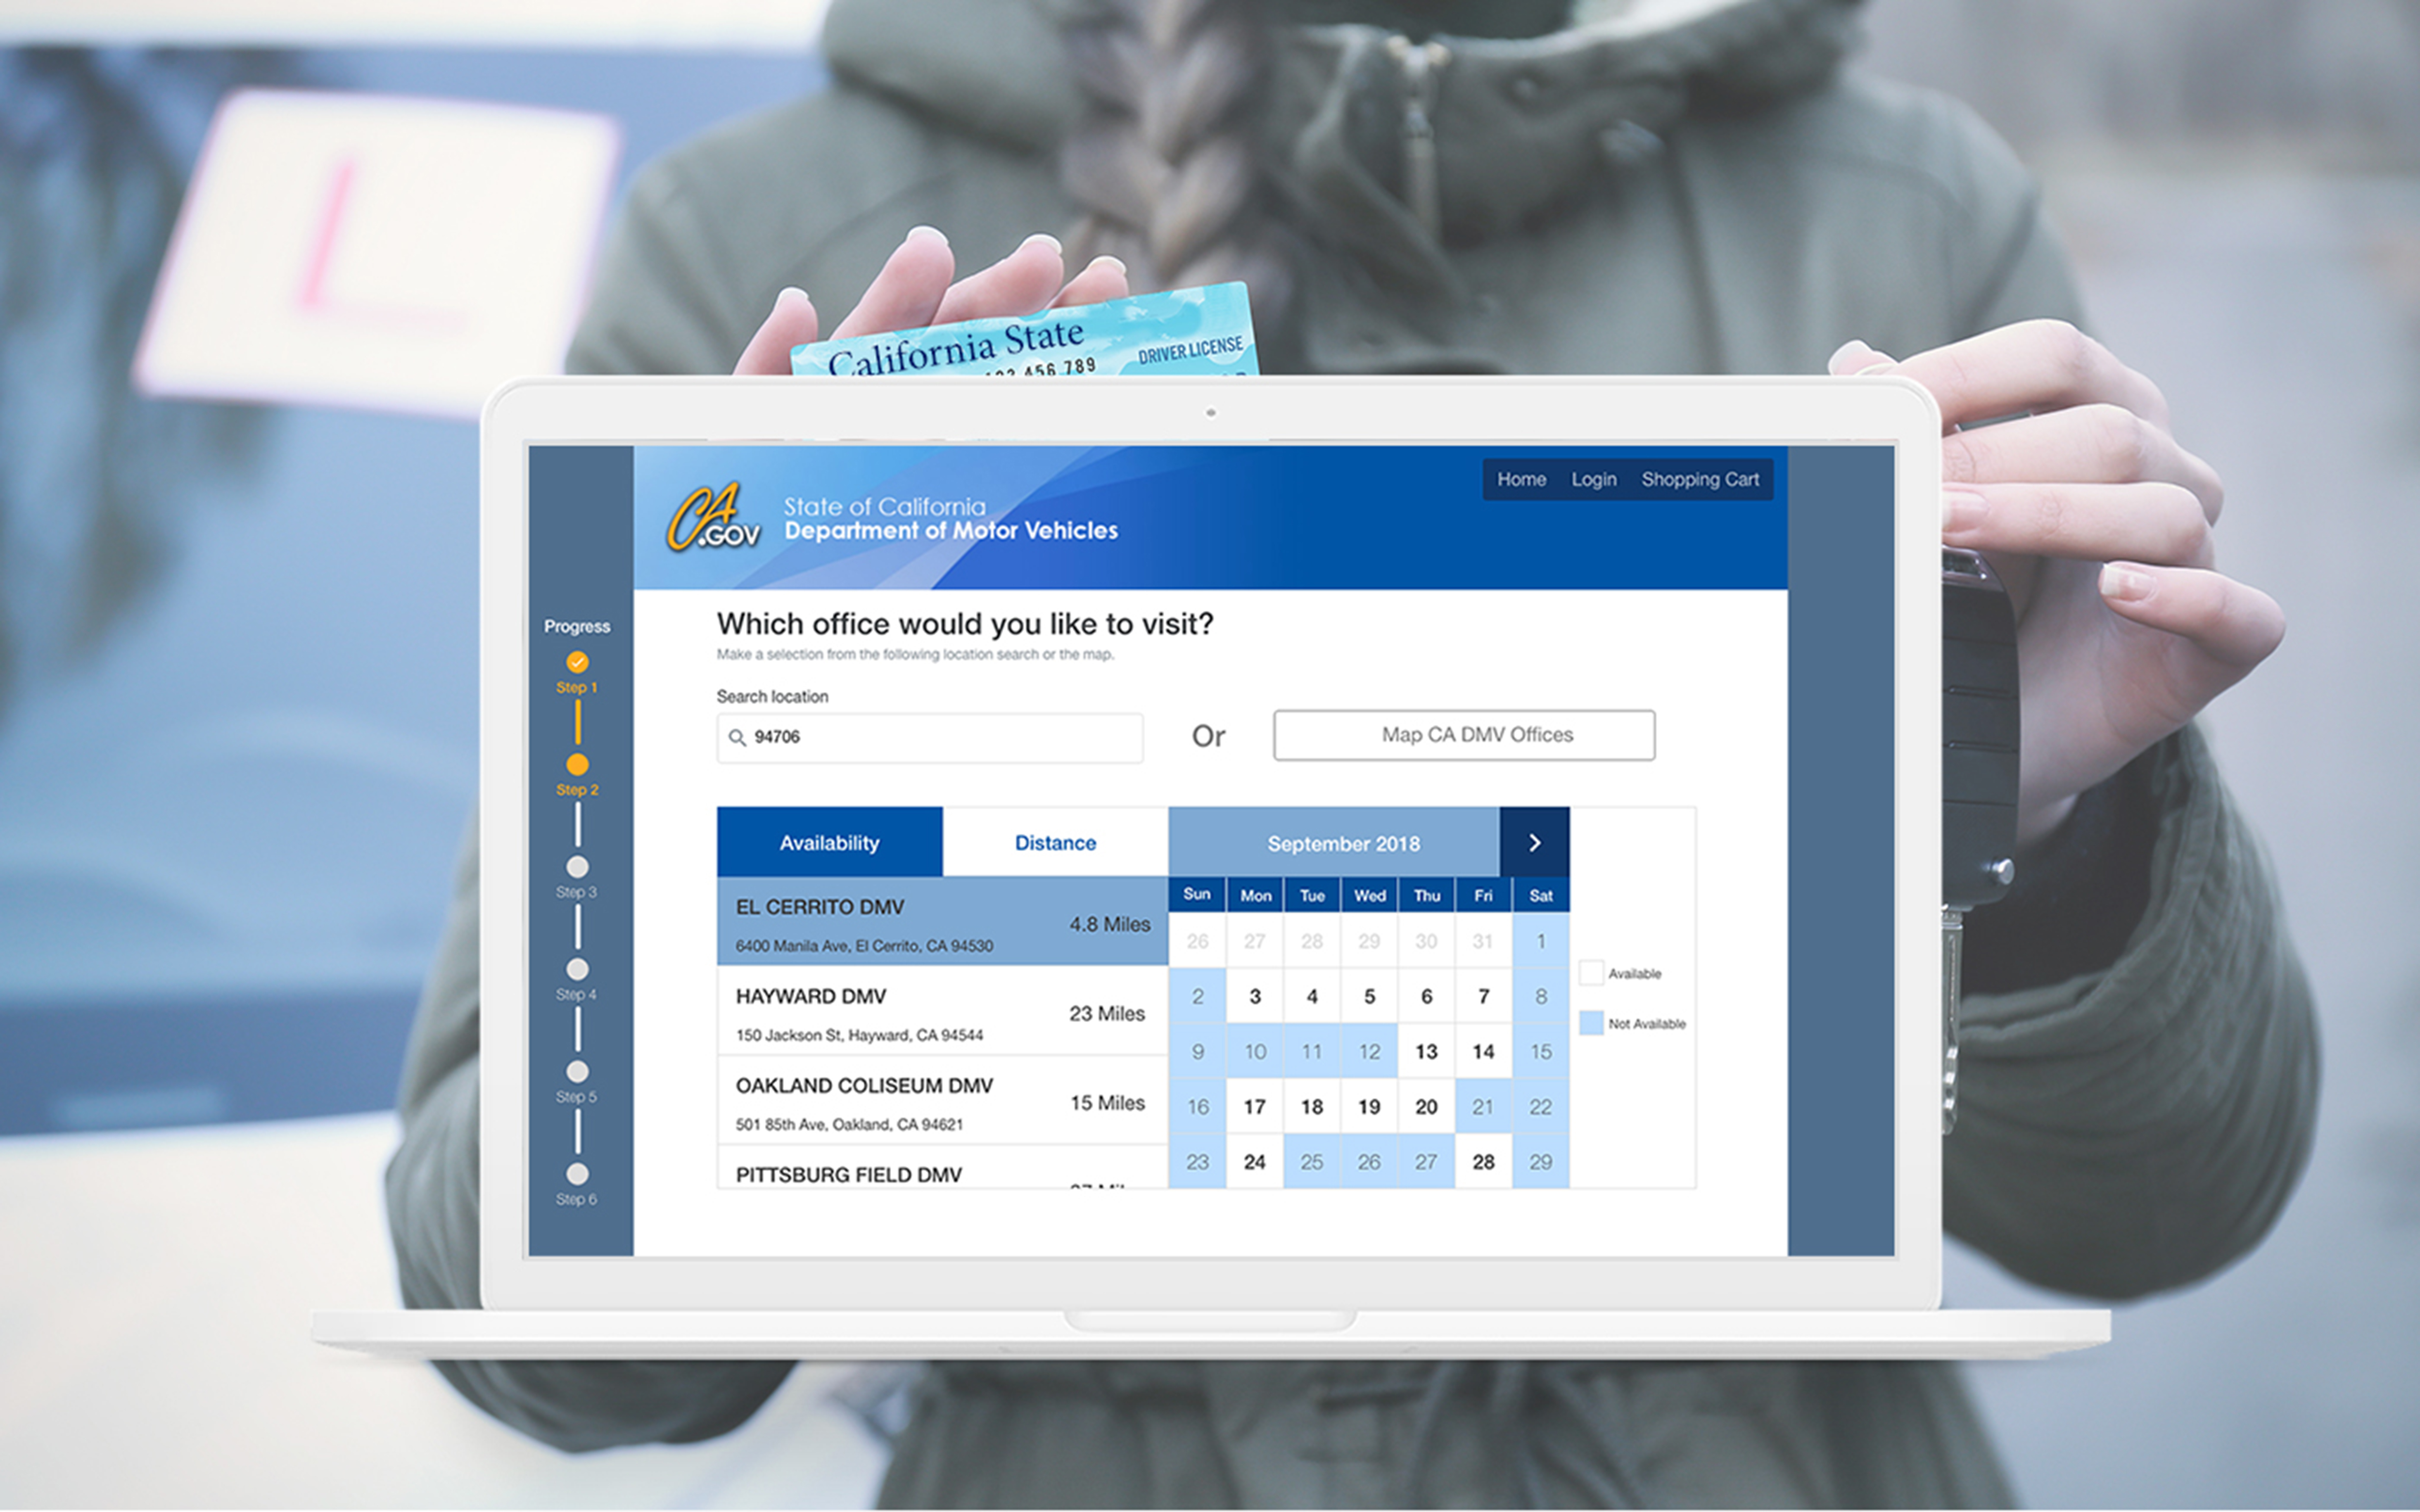 L
California State
DRIVER LICENSE
456 789
CA.GOV
State of California
Department of Motor Vehicles
Home Login Shopping Cart
Progress
Step 1
Step 2
Step 3
Step 4
Step 5
Step 6
Which office would you like to visit?
Make a selection from the following location search or the map.
Search location
94706
Or
Map CA DMV Offices
Availability Distance
EL CERRITO DMV
6400 Manila Ave, El Cerrito, CA 94530
4.8 Miles
HAYWARD DMV
150 Jackson St, Hayward, CA 94544
23 Miles
OAKLAND COLISEUM DMV
501 85th Ave, Oakland, CA 94621
15 Miles
PITTSBURG FIELD DMV
September 2018 >
Sun Mon Tue Wed Thu Fri Sat
26 27 28 29 30 31 1
2 3 4 5 6 7 8
9 10 11 12 13 14 15
16 17 18 19 20 21 22
23 24 25 26 27 28 29
Available
Not Available